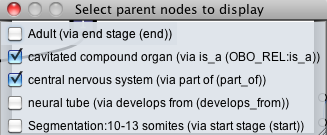 Select parent nodes to display
Adult (via end stage (end))
cavitated compound organ (via is_a (OBO_REL:is_a))
central nervous system (via part of (part_of))
neural tube (via develops from (develops_from))
Segmentation:10-13 somites (via start stage (start))